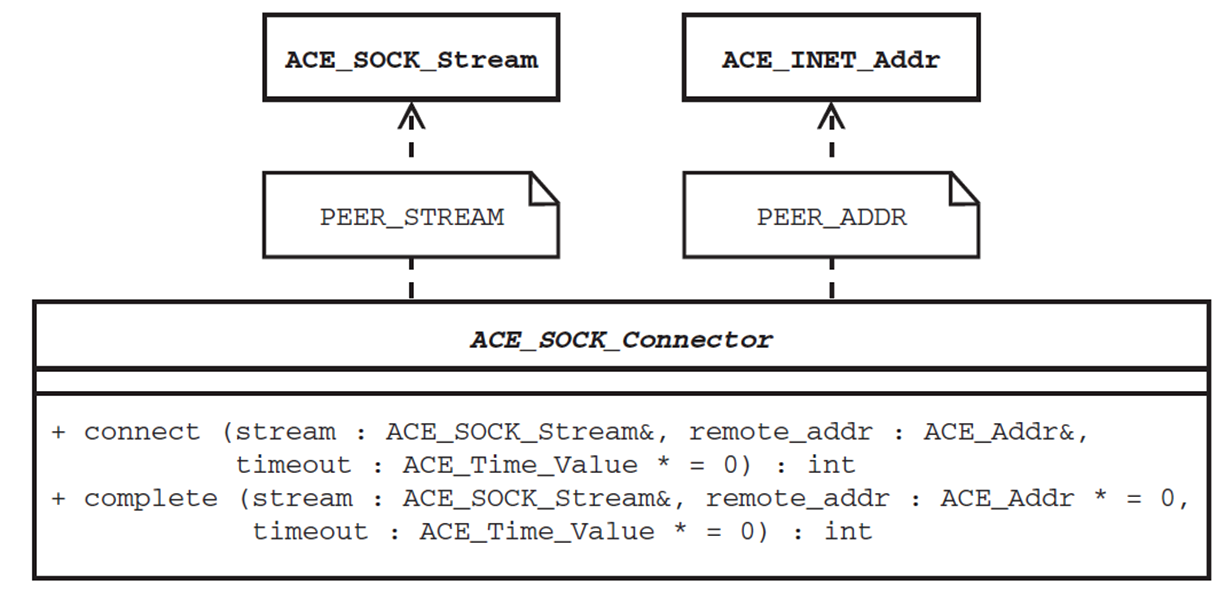 ACE_SOCK_Stream
ACE_INET_Addr
PEER_STREAM
PEER_ADDR
ACE_SOCK_Connector
+ connect (stream : ACE_SOCK_Stream&, remote_addr : ACE_Addr&,
timeout : ACE_Time_Value * = 0) : int
+ complete (stream : ACE_SOCK_Stream&, remote_addr : ACE_Addr * = 0,
timeout : ACE_Time_Value * = 0) : int